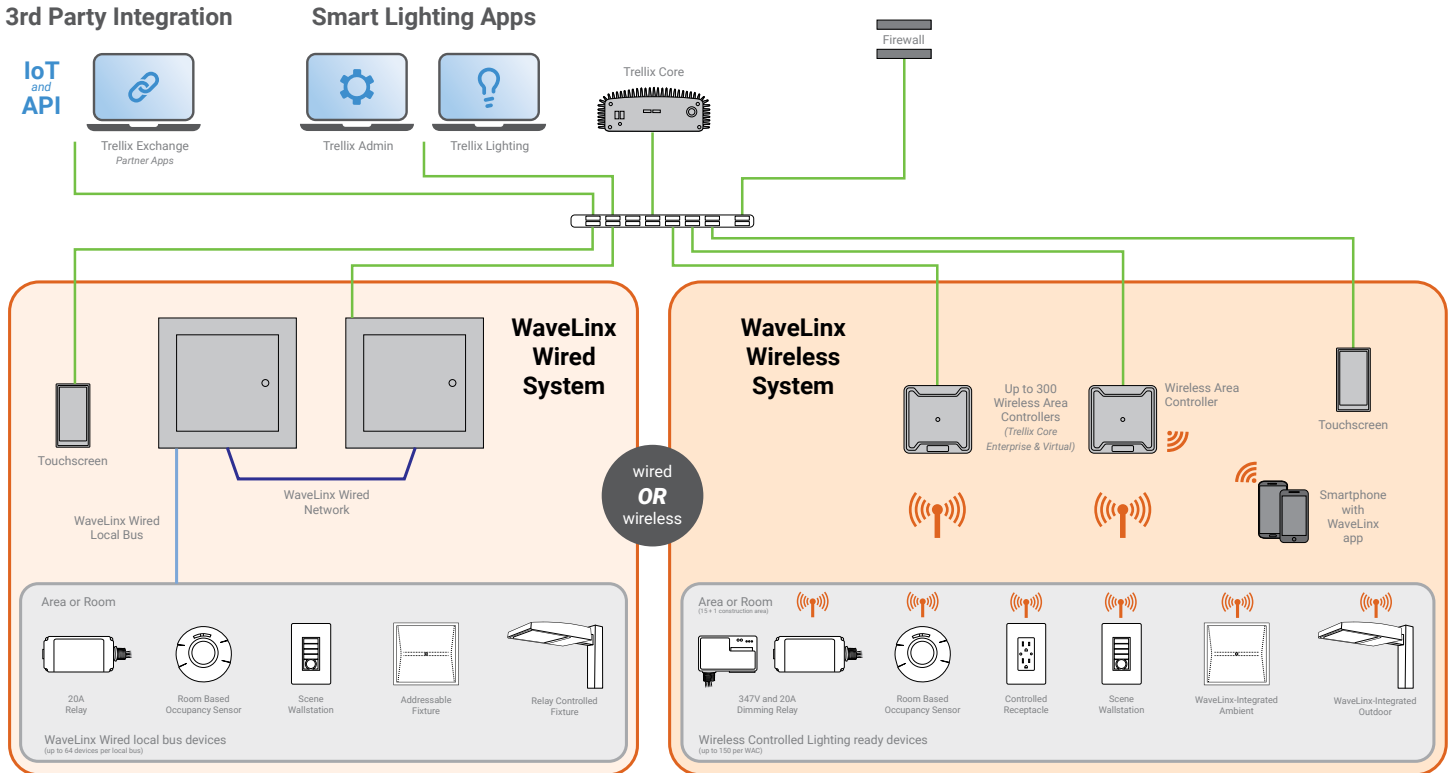 3rd Party Integration
Smart Lighting Apps
IoT
and
API
Trellix Exchange
Partner Apps
Trellix Admin
Trellix Lighting
Trellix Core
Firewall
WaveLinx
Wired
System
Touchscreen
WaveLinx Wired
Network
WaveLinx Wired
Local Bus
Area or Room
20A
Relay
Room Based
Occupancy Sensor
Scene
Wallstation
Addressable
Fixture
Relay Controlled
Fixture
WaveLinx Wired local bus devices
(up to 64 devices per local bus)
wired
OR
wireless
WaveLinx
Wireless
System
Up to 300
Wireless Area
Controllers
(Trellix Core
Enterprise & Virtual)
Wireless Area
Controller
Touchscreen
Smartphone
with
WaveLinx
app
Area or Room
(15 + 1 construction area)
347V and 20A
Dimming Relay
Room Based
Occupancy Sensor
Controlled
Receptacle
Scene
Wallstation
WaveLinx-Integrated
Ambient
WaveLinx-Integrated
Outdoor
Wireless Controlled Lighting ready devices
(up to 150 per WAC)